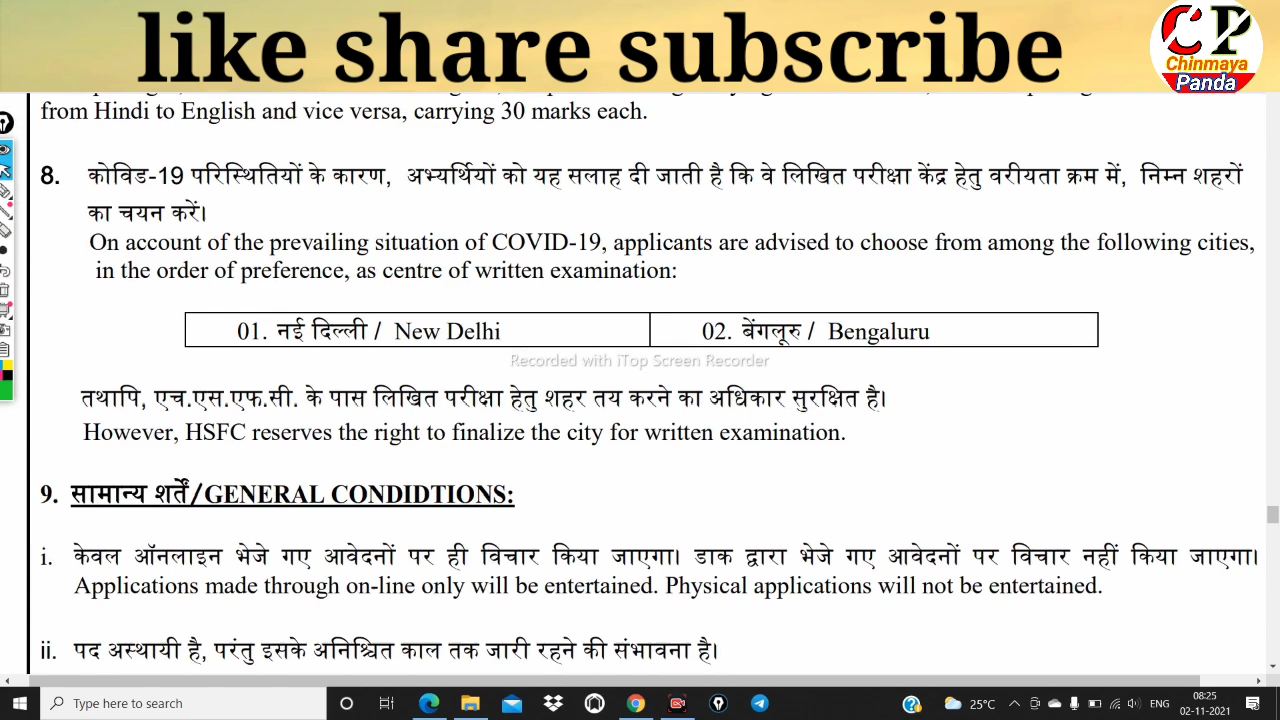 like share subscribe
CP
Chinmaya
Panda
from Hindi to English and vice versa, carrying 30 marks each.
8. कोविड-19 परिस्थितियों के कारण, अभ्यर्थियों को यह सलाह दी जाती है कि वे लिखित परीक्षा केंद्र हेतु वरीयता क्रम में, निम्न शहरों
का चयन करें।
On account of the prevailing situation of COVID-19, applicants are advised to choose from among the following cities,
in the order of preference, as centre of written examination:
01. नई दिल्ली / New Delhi 02. बेंगलूरु / Bengaluru
Recorded with iTop Screen Recorder
तथापि, एच.एस.एफ.सी. के पास लिखित परीक्षा हेतु शहर तय करने का अधिकार सुरक्षित है।
However, HSFC reserves the right to finalize the city for written examination.
9. सामान्य शर्तें/GENERAL CONDIDTIONS:
i. केवल ऑनलाइन भेजे गए आवेदनों पर ही विचार किया जाएगा। डाक द्वारा भेजे गए आवेदनों पर विचार नहीं किया जाएगा।
Applications made through on-line only will be entertained. Physical applications will not be entertained.
ii. पद अस्थायी है, परंतु इसके अनिश्चित काल तक जारी रहने की संभावना है।
Type here to search
25°C
ENG
08:25
02-11-2021